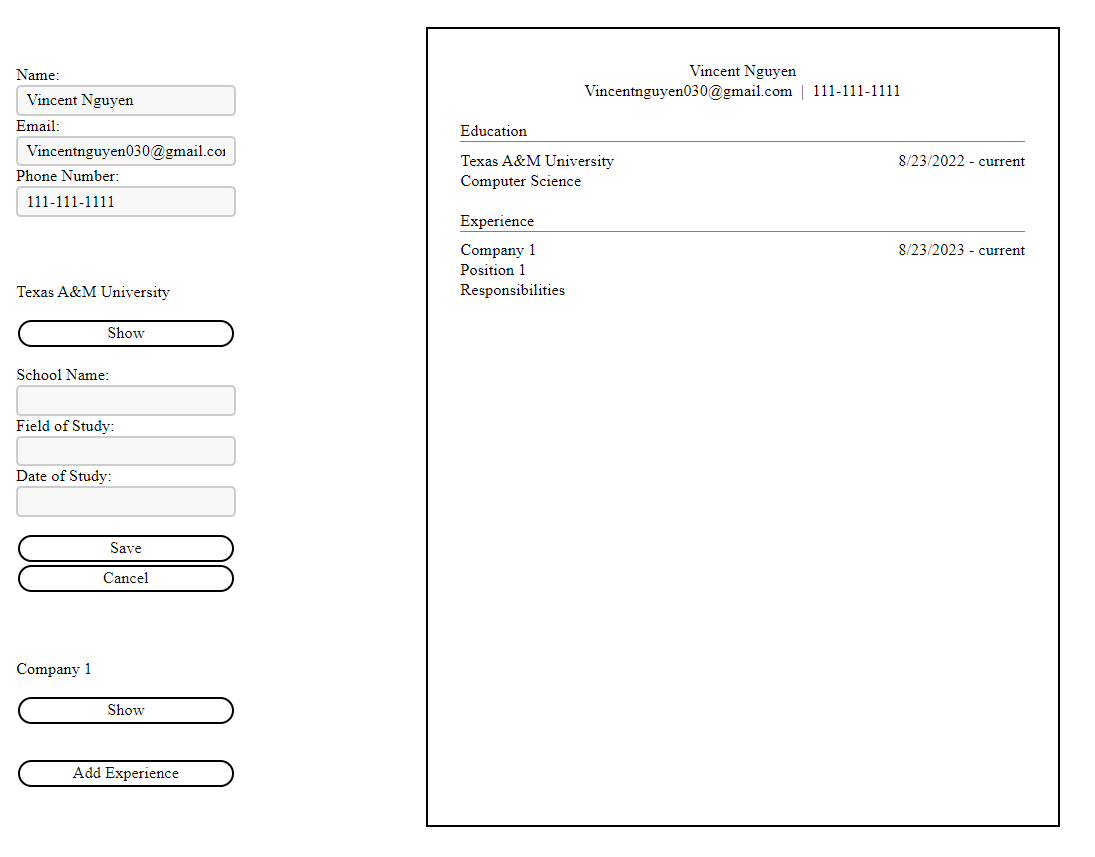 Name:
Vincent Nguyen
Email:
Vincentnguyen030@gmail.co
Phone Number:
111-111-1111
Texas A&M University
Show
School Name:
Field of Study:
Date of Study:
Save
Cancel
Company 1
Show
Add Experience
Vincent Nguyen
Vincentnguyen030@gmail.com | 111-111-1111
Education
Texas A&M University 8/23/2022 - current
Computer Science
Experience
Company 1 8/23/2023 - current
Position 1
Responsibilities